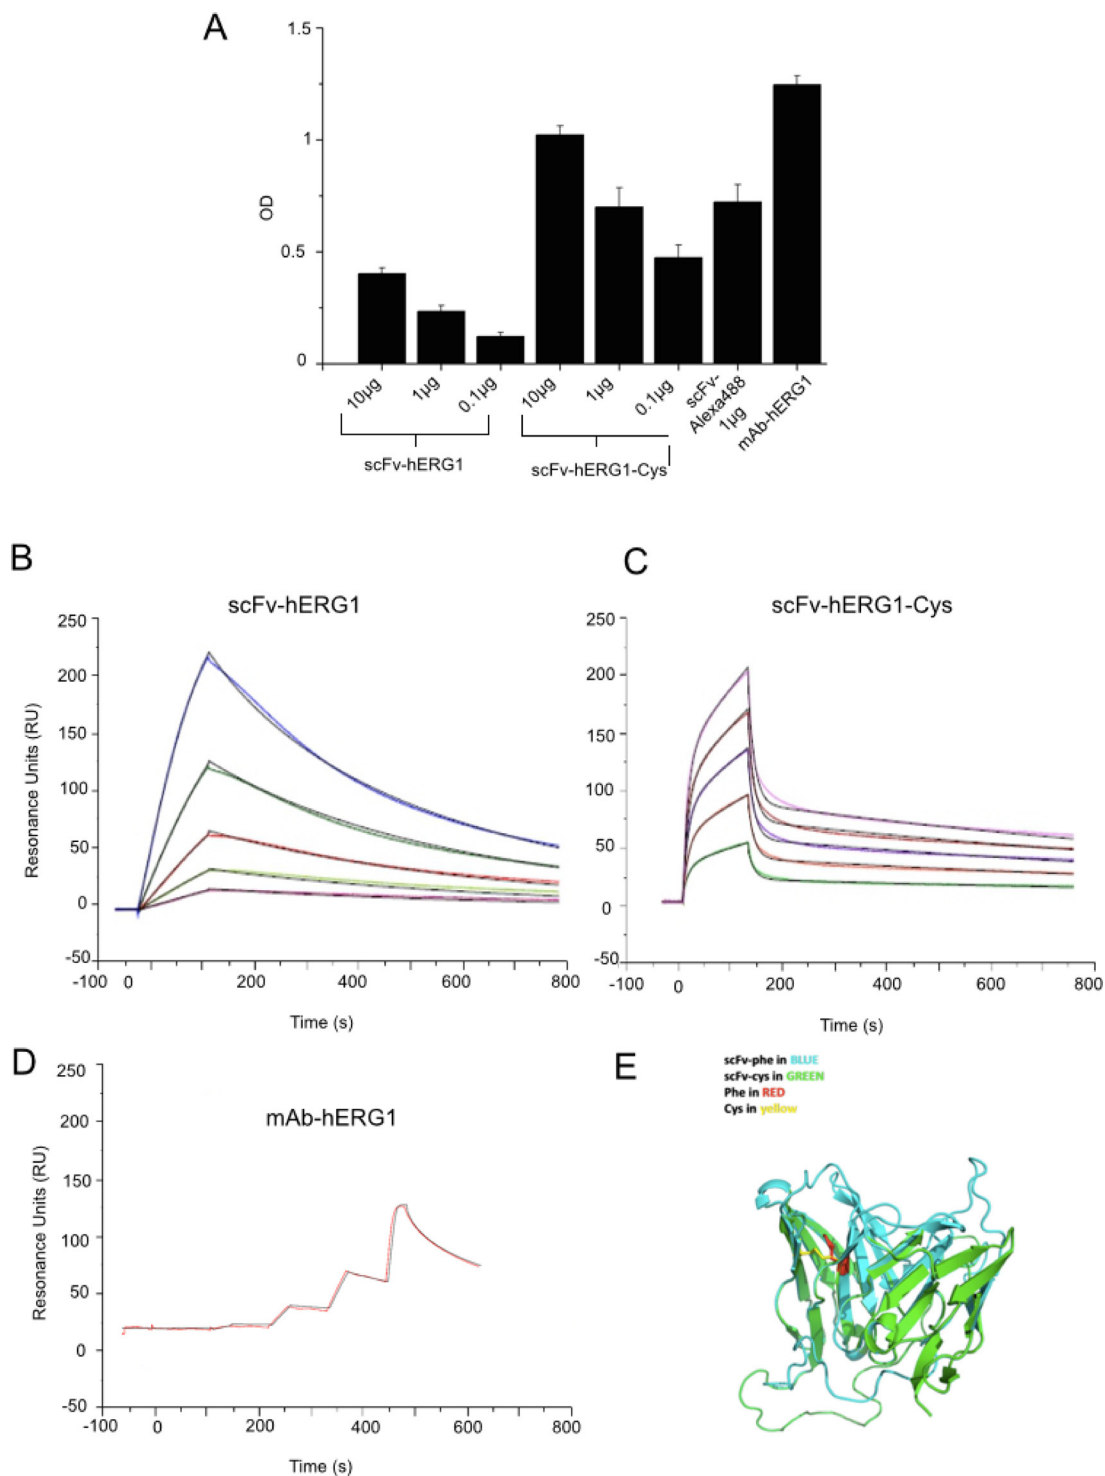 A
1.5
1
0.5
0
OD
10µg
1µg
0.1µg
10µg
1µg
0.1µg
scFv-
Alexa488
1µg
mAb-hERG1
scFv-hERG1
scFv-hERG1-Cys
B
scFv-hERG1
250
200
150
100
50
0
-50
Resonance Units (RU)
-100
0
200
400
600
800
Time (s)
C
scFv-hERG1-Cys
250
200
150
100
50
0
-50
-100
0
200
400
600
800
Time (s)
D
mAb-hERG1
250
200
150
100
50
0
-50
Resonance Units (RU)
-100
0
200
400
600
800
Time (s)
E
scFv-phe in BLUE
scFv-cys in GREEN
Phe in RED
Cys in yellow